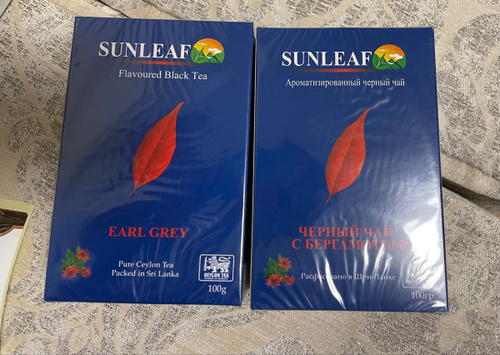 SUNLEAF
Flavoured Black Tea
EARL GREY
Pure Ceylon Tea
Packed in Sri Lanka
CEYLON TEA
100g
SUNLEAF
Ароматизированный черный чай
ЧЕРНЫЙ ЧАЙ
С БЕРГАМОТОМ
Расфасовано в Шри-Ланке
100гр